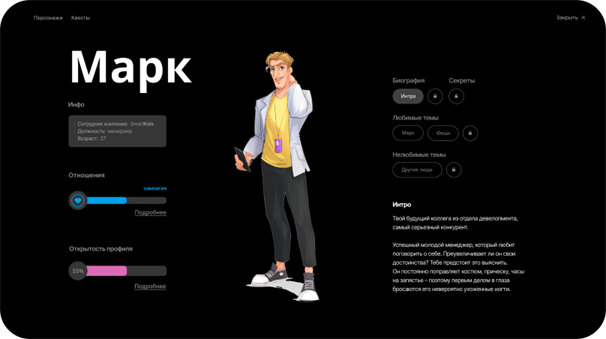 Персонажи Квесты
Закрыть ×
Марк
Инфо
Сотрудник компании: SmartKids
Должность: менеджер
Возраст: 27
Отношения
симпатия
Подробнее
Открытость профиля
55%
Подробнее
Биография Секреты
Интро
Любимые темы
Марк Вещи
Нелюбимые темы
Другие люди
Интро
Твой будущий коллега из отдела девелопмента,
самый серьезный конкурент.
Успешный молодой менеджер, который любит
поговорить о себе. Преувеличивает ли он свои
достоинства? Тебе предстоит это выяснить.
Он постоянно поправляет костюм, прическу, часы
на запястье – поэтому первым делом в глаза
бросаются его невероятно ухоженные ногти.